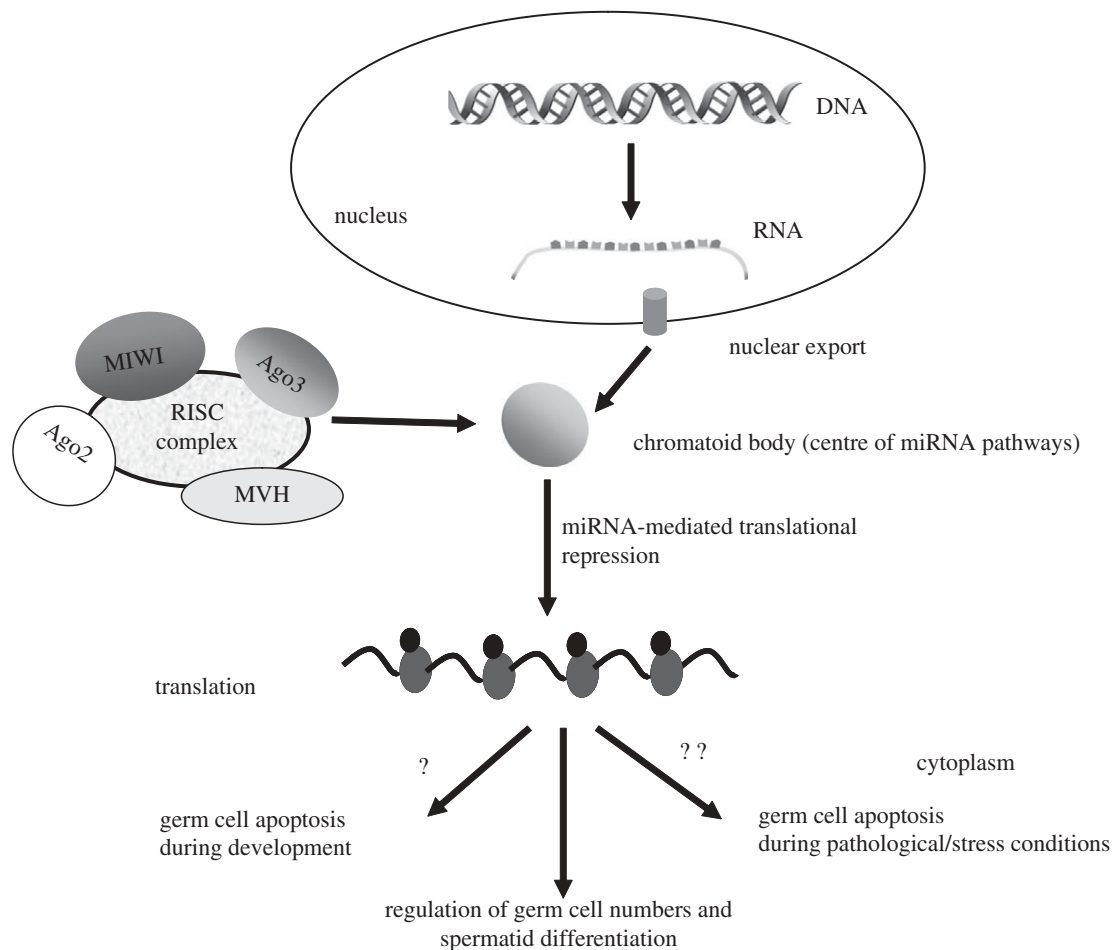 DNA
nucleus
RNA
nuclear export
MIWI
Ago3
RISC
complex
Ago2
MVH
chromatoid body (centre of miRNA pathways)
miRNA-mediated translational
repression
translation
?
? ?
cytoplasm
germ cell apoptosis
during development
germ cell apoptosis
during pathological/stress conditions
regulation of germ cell numbers and
spermatid differentiation